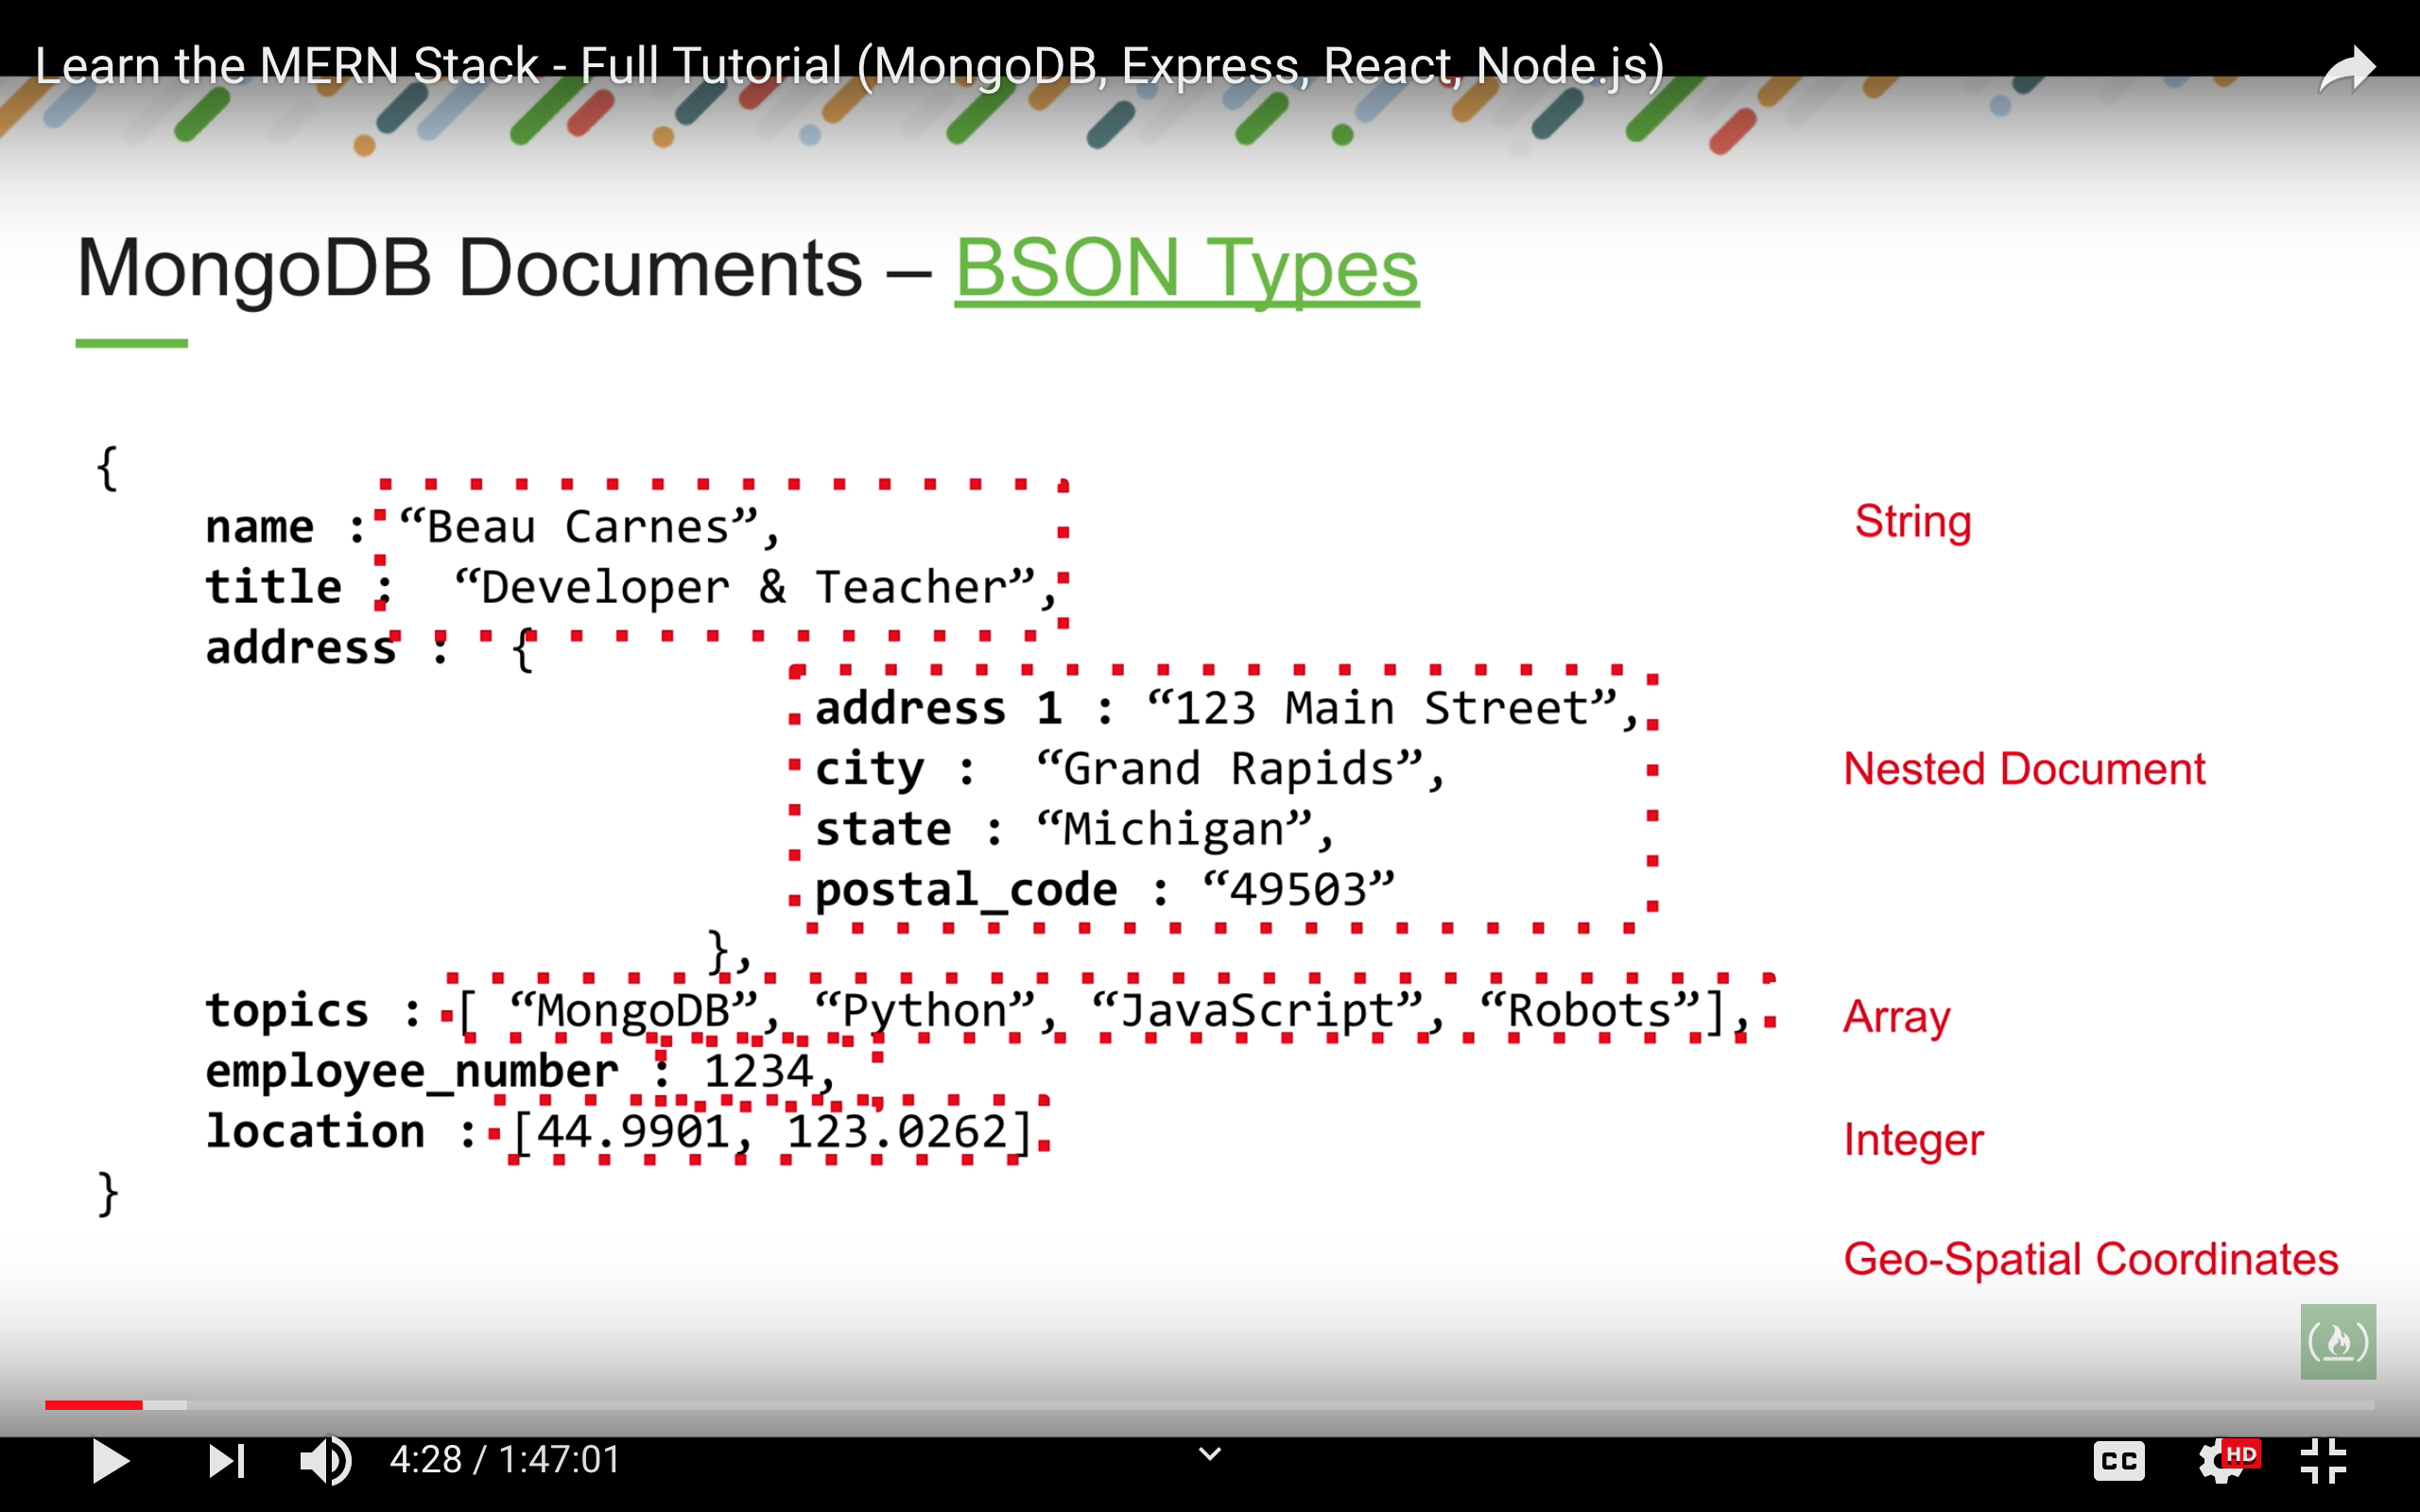 Learn the MERN Stack - Full Tutorial (MongoDB, Express, React, Node.js)
MongoDB Documents – BSON Types
{
name : “Beau Carnes”,
String
title : “Developer & Teacher”,
address : {
address 1 : “123 Main Street”,
city : “Grand Rapids”,
Nested Document
state : “Michigan”,
postal_code : “49503”
},
topics : [ “MongoDB”, “Python”, “JavaScript”, “Robots”],
Array
employee_number : 1234,
location : [44.9901, 123.0262]
Integer
}
Geo-Spatial Coordinates
4:28 / 1:47:01
CC
HD